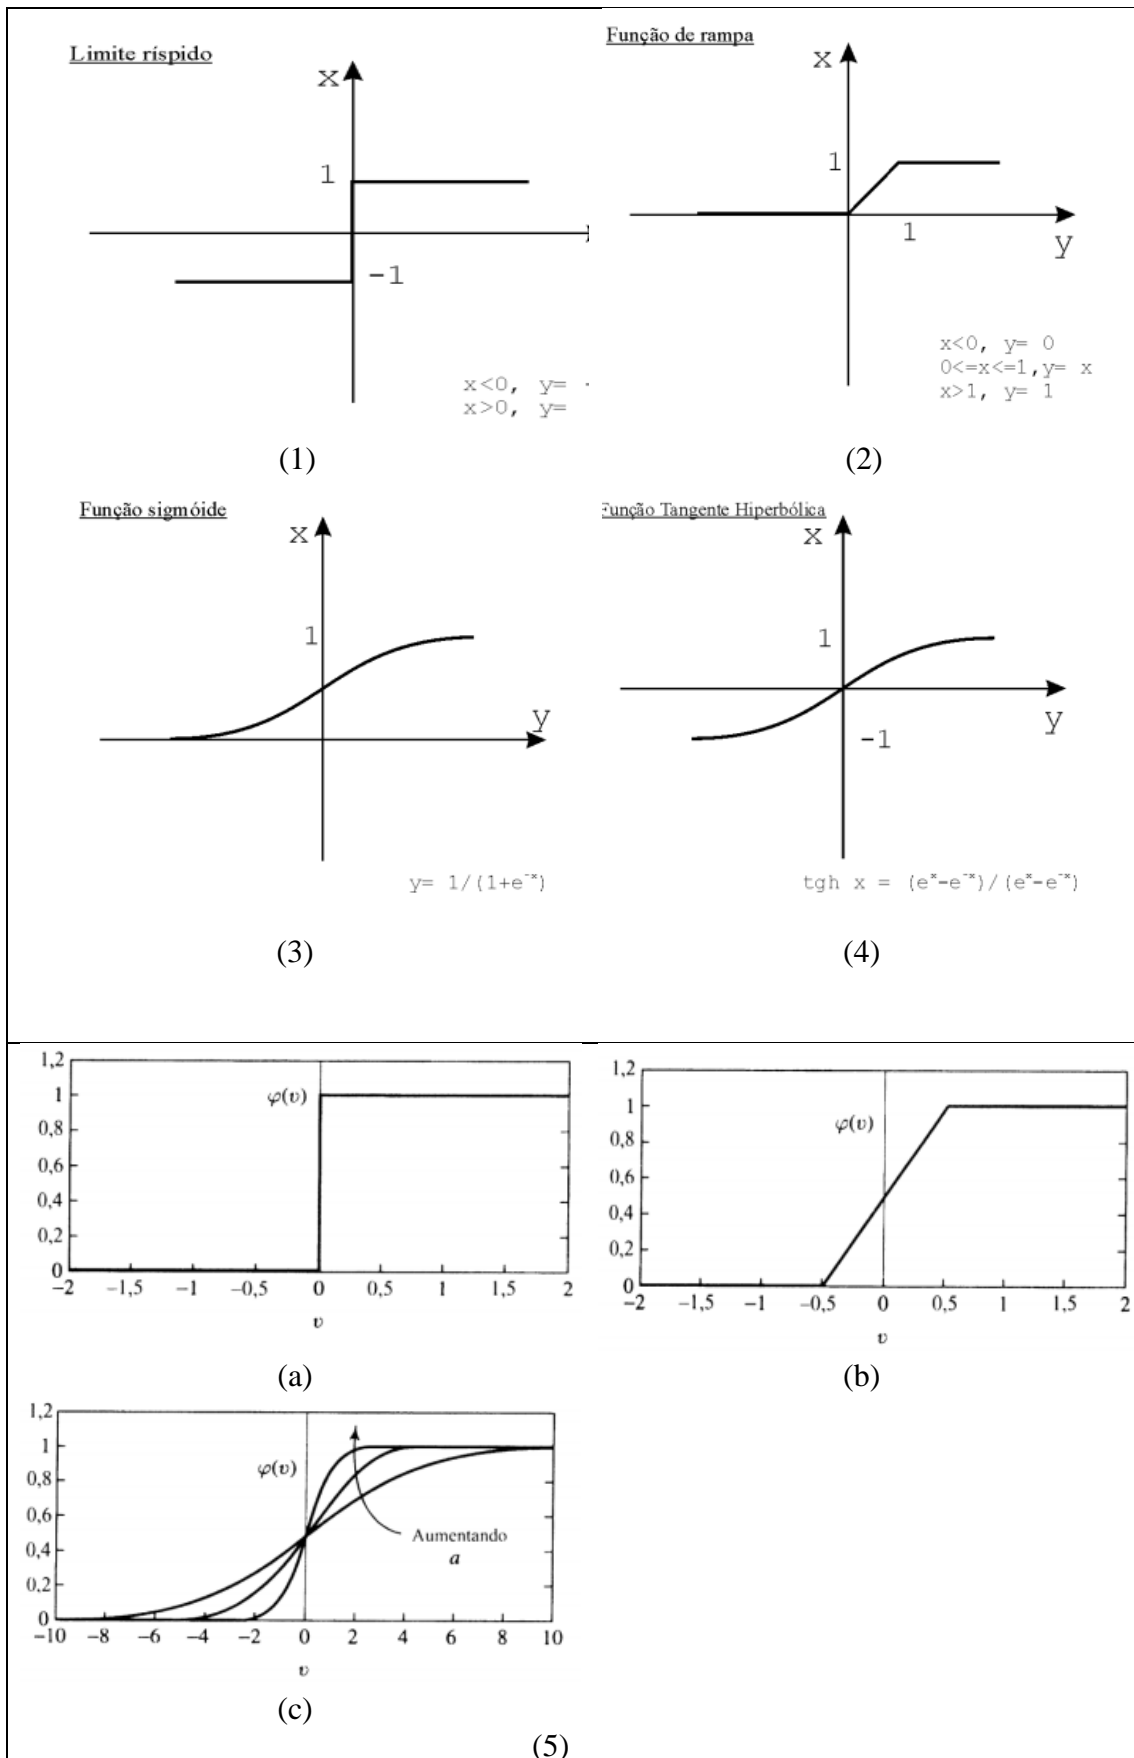 Limite ríspido
x
1
-1
x<0, y= -
x>0, y=
(1)
Função de rampa
x
1
1
y
x<0, y= 0
0<=x<=1,y= x
x>1, y= 1
(2)
Função sigmóide
x
1
y
y= 1/(1+e⁻ˣ)
(3)
Função Tangente Hiperbólica
x
1
y
-1
tgh x = (eˣ-e⁻ˣ)/(eˣ-e⁻ˣ)
(4)
1,2
1
0,8
0,6
0,4
0,2
0
φ(v)
-2 -1,5 -1 -0,5 0 0,5 1 1,5 2
v
(a)
1,2
1
0,8
0,6
0,4
0,2
0
φ(v)
-2 -1,5 -1 -0,5 0 0,5 1 1,5 2
v
(b)
1,2
1
0,8
0,6
0,4
0,2
0
φ(v)
Aumentando
a
-10 -8 -6 -4 -2 0 2 4 6 8 10
v
(c)
(5)